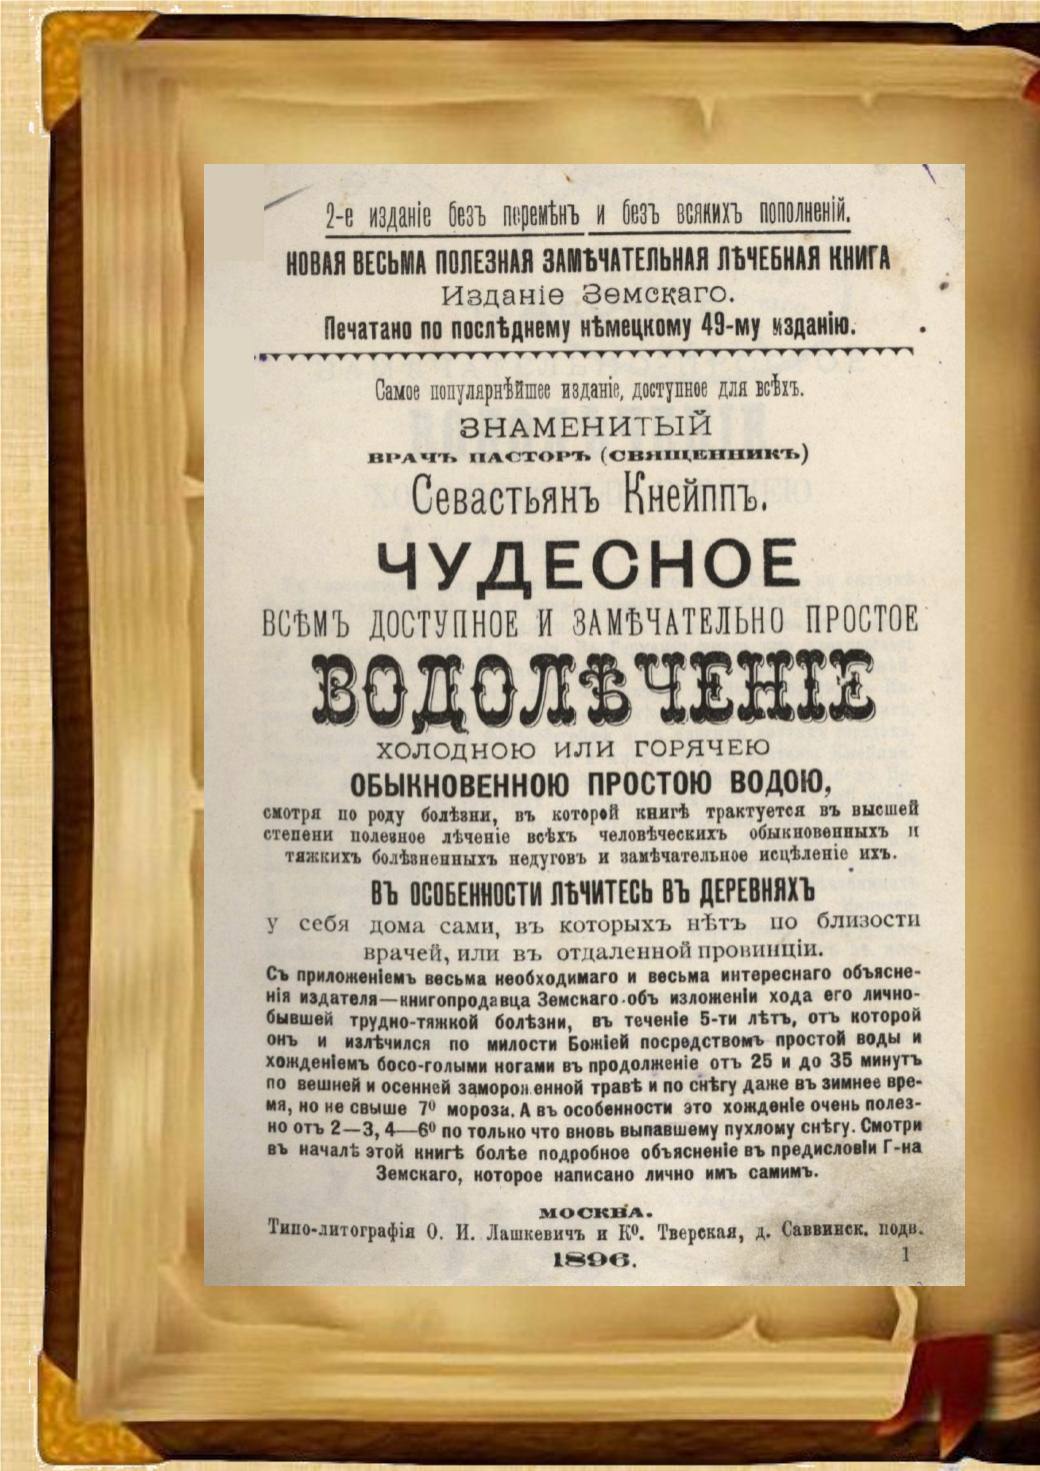 2-е изданіе безъ перемѣнъ и безъ всякихъ пополненій.
НОВАЯ ВЕСЬМА ПОЛЕЗНАЯ ЗАМѢЧАТЕЛЬНАЯ ЛѢЧЕБНАЯ КНИГА
Изданіе Земскаго.
Печатано по послѣднему нѣмецкому 49-му изданію.
Самое популярнѣйшее изданіе, доступное для всѣхъ.
ЗНАМЕНИТЫЙ
ВРАЧЪ ПАСТОРЪ (СВЯЩЕННИКЪ)
Севастьянъ Кнейппъ.
ЧУДЕСНОЕ
ВСѢМЪ ДОСТУПНОЕ И ЗАМѢЧАТЕЛЬНО ПРОСТОЕ
ВОДОЛѢЧЕНІЕ
ХОЛОДНОЮ ИЛИ ГОРЯЧЕЮ
ОБЫКНОВЕННОЮ ПРОСТОЮ ВОДОЮ,
смотря по роду болѣзни, въ которой книгѣ трактуется въ высшей
степени полезное лѣченіе всѣхъ человѣческихъ обыкновенныхъ и
тяжкихъ болѣзненныхъ недуговъ и замѣчательное исцѣленіе ихъ.
ВЪ ОСОБЕННОСТИ ЛѢЧИТЕСЬ ВЪ ДЕРЕВНЯХЪ
у себя дома сами, въ которыхъ нѣтъ по близости
врачей, или въ отдаленной провинціи.
Съ приложеніемъ весьма необходимаго и весьма интереснаго объясне-
нія издателя—книгопродавца Земскаго объ изложеніи хода его лично-
бывшей трудно-тяжкой болѣзни, въ теченіе 5-ти лѣтъ, отъ которой
онъ и излѣчился по милости Божіей посредствомъ простой воды и
хожденіемъ босо-голыми ногами въ продолженіе отъ 25 и до 35 минутъ
по вешней и осенней замороженной травѣ и по снѣгу даже въ зимнее вре-
мя, но не свыше 7⁰ мороза. А въ особенности это хожденіе очень полез-
но отъ 2—3, 4—6⁰ по только что вновь выпавшему пухлому снѣгу. Смотри
въ началѣ этой книгѣ болѣе подробное объясненіе въ предисловіи Г-на
Земскаго, которое написано лично имъ самимъ.
МОСКВА.
Типо-литографія О. И. Лашкевичъ и Кº. Тверская, д. Саввинск. подв.
1896.
1